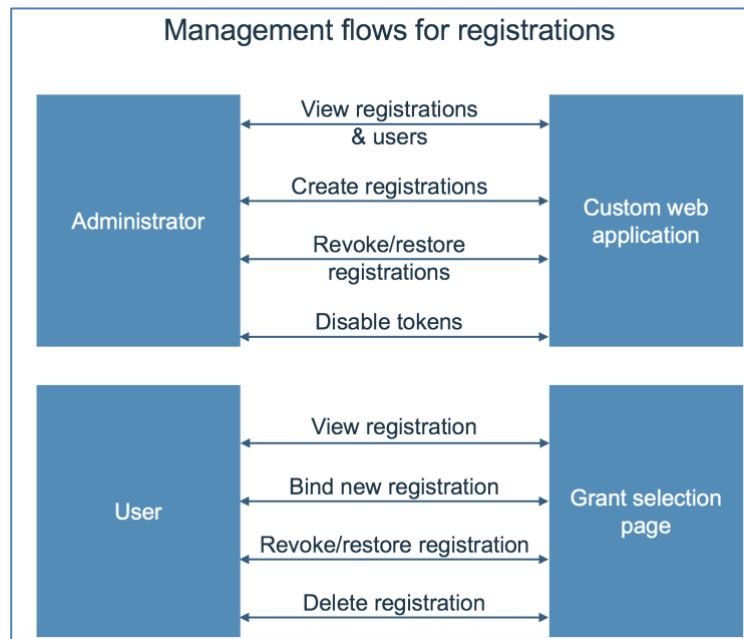 Management flows for registrations
View registrations
& users
Create registrations
Administrator
Custom web
application
Revoke/restore
registrations
Disable tokens
View registration
Bind new registration
User
Grant selection
page
Revoke/restore registration
Delete registration